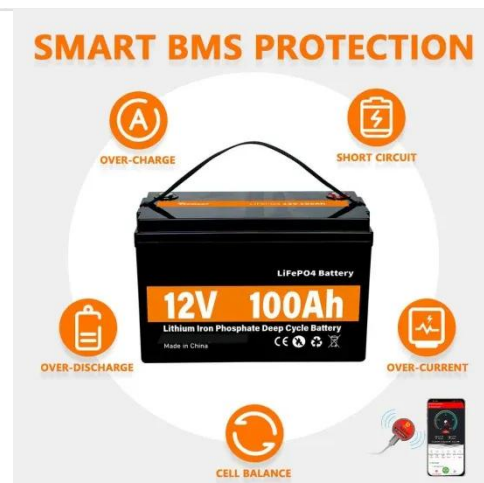 SMART BMS PROTECTION
OVER-CHARGE
SHORT CIRCUIT
LiFePO4 Battery
12V 100Ah
Lithium Iron Phosphate Deep Cycle Battery
Made in China
CE
OVER-DISCHARGE
OVER-CURRENT
CELL BALANCE